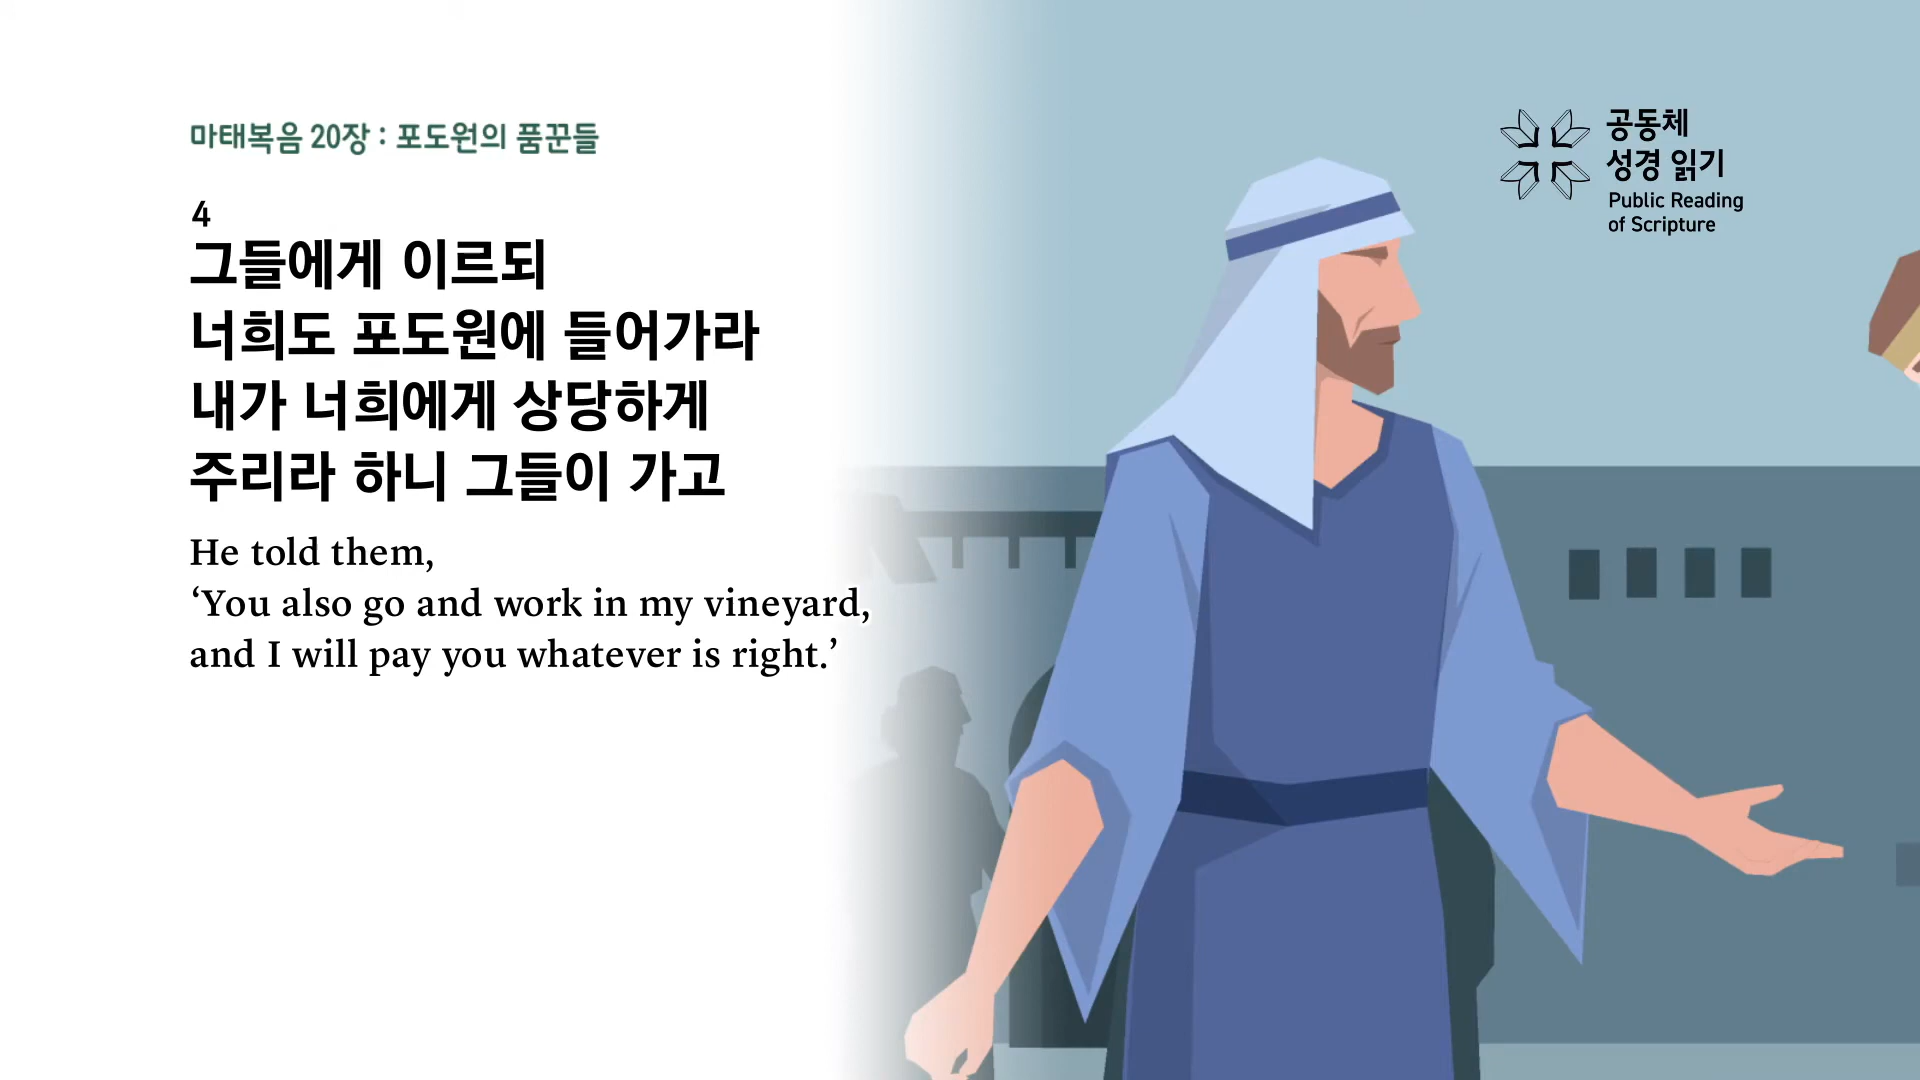 마태복음 20장 : 포도원의 품꾼들
4
그들에게 이르되
너희도 포도원에 들어가라
내가 너희에게 상당하게
주리라 하니 그들이 가고
He told them,
‘You also go and work in my vineyard,
and I will pay you whatever is right.’
공동체
성경 읽기
Public Reading
of Scripture